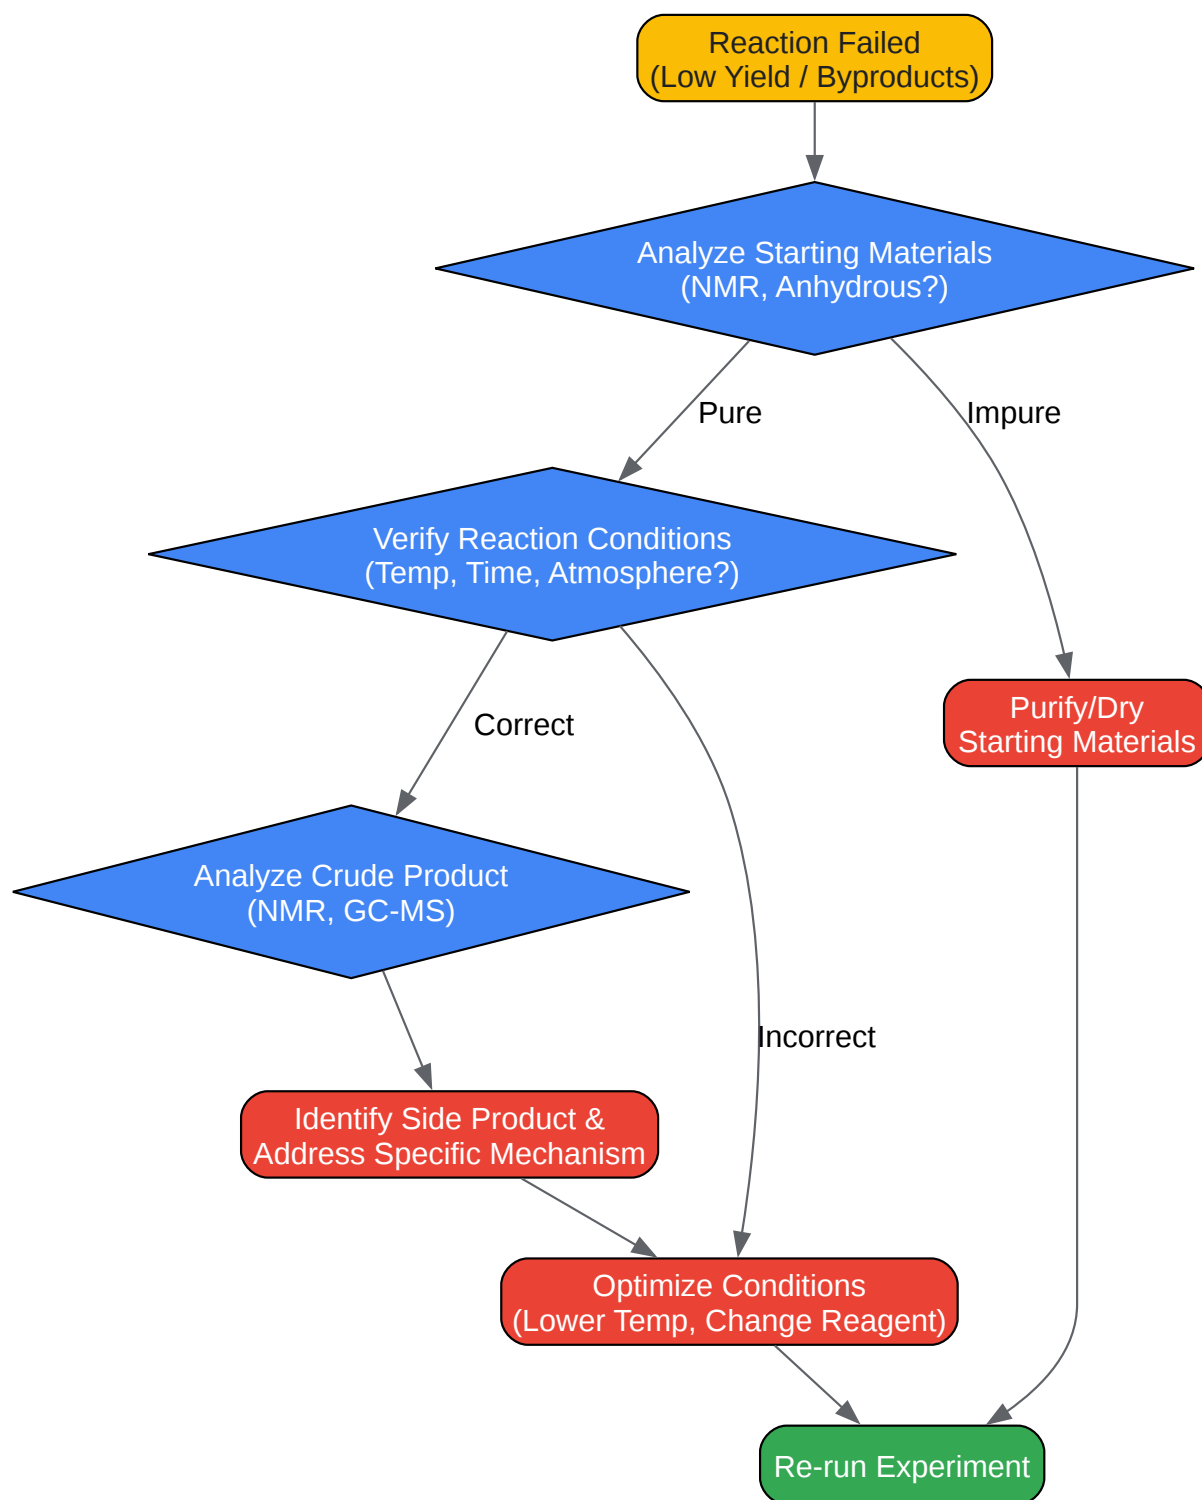 Reaction Failed
(Low Yield / Byproducts)
Analyze Starting Materials
(NMR, Anhydrous?)
Pure
Impure
Verify Reaction Conditions
(Temp, Time, Atmosphere?)
Purify/Dry
Starting Materials
Correct
Analyze Crude Product
(NMR, GC-MS)
Incorrect
Identify Side Product &
Address Specific Mechanism
Optimize Conditions
(Lower Temp, Change Reagent)
Re-run Experiment